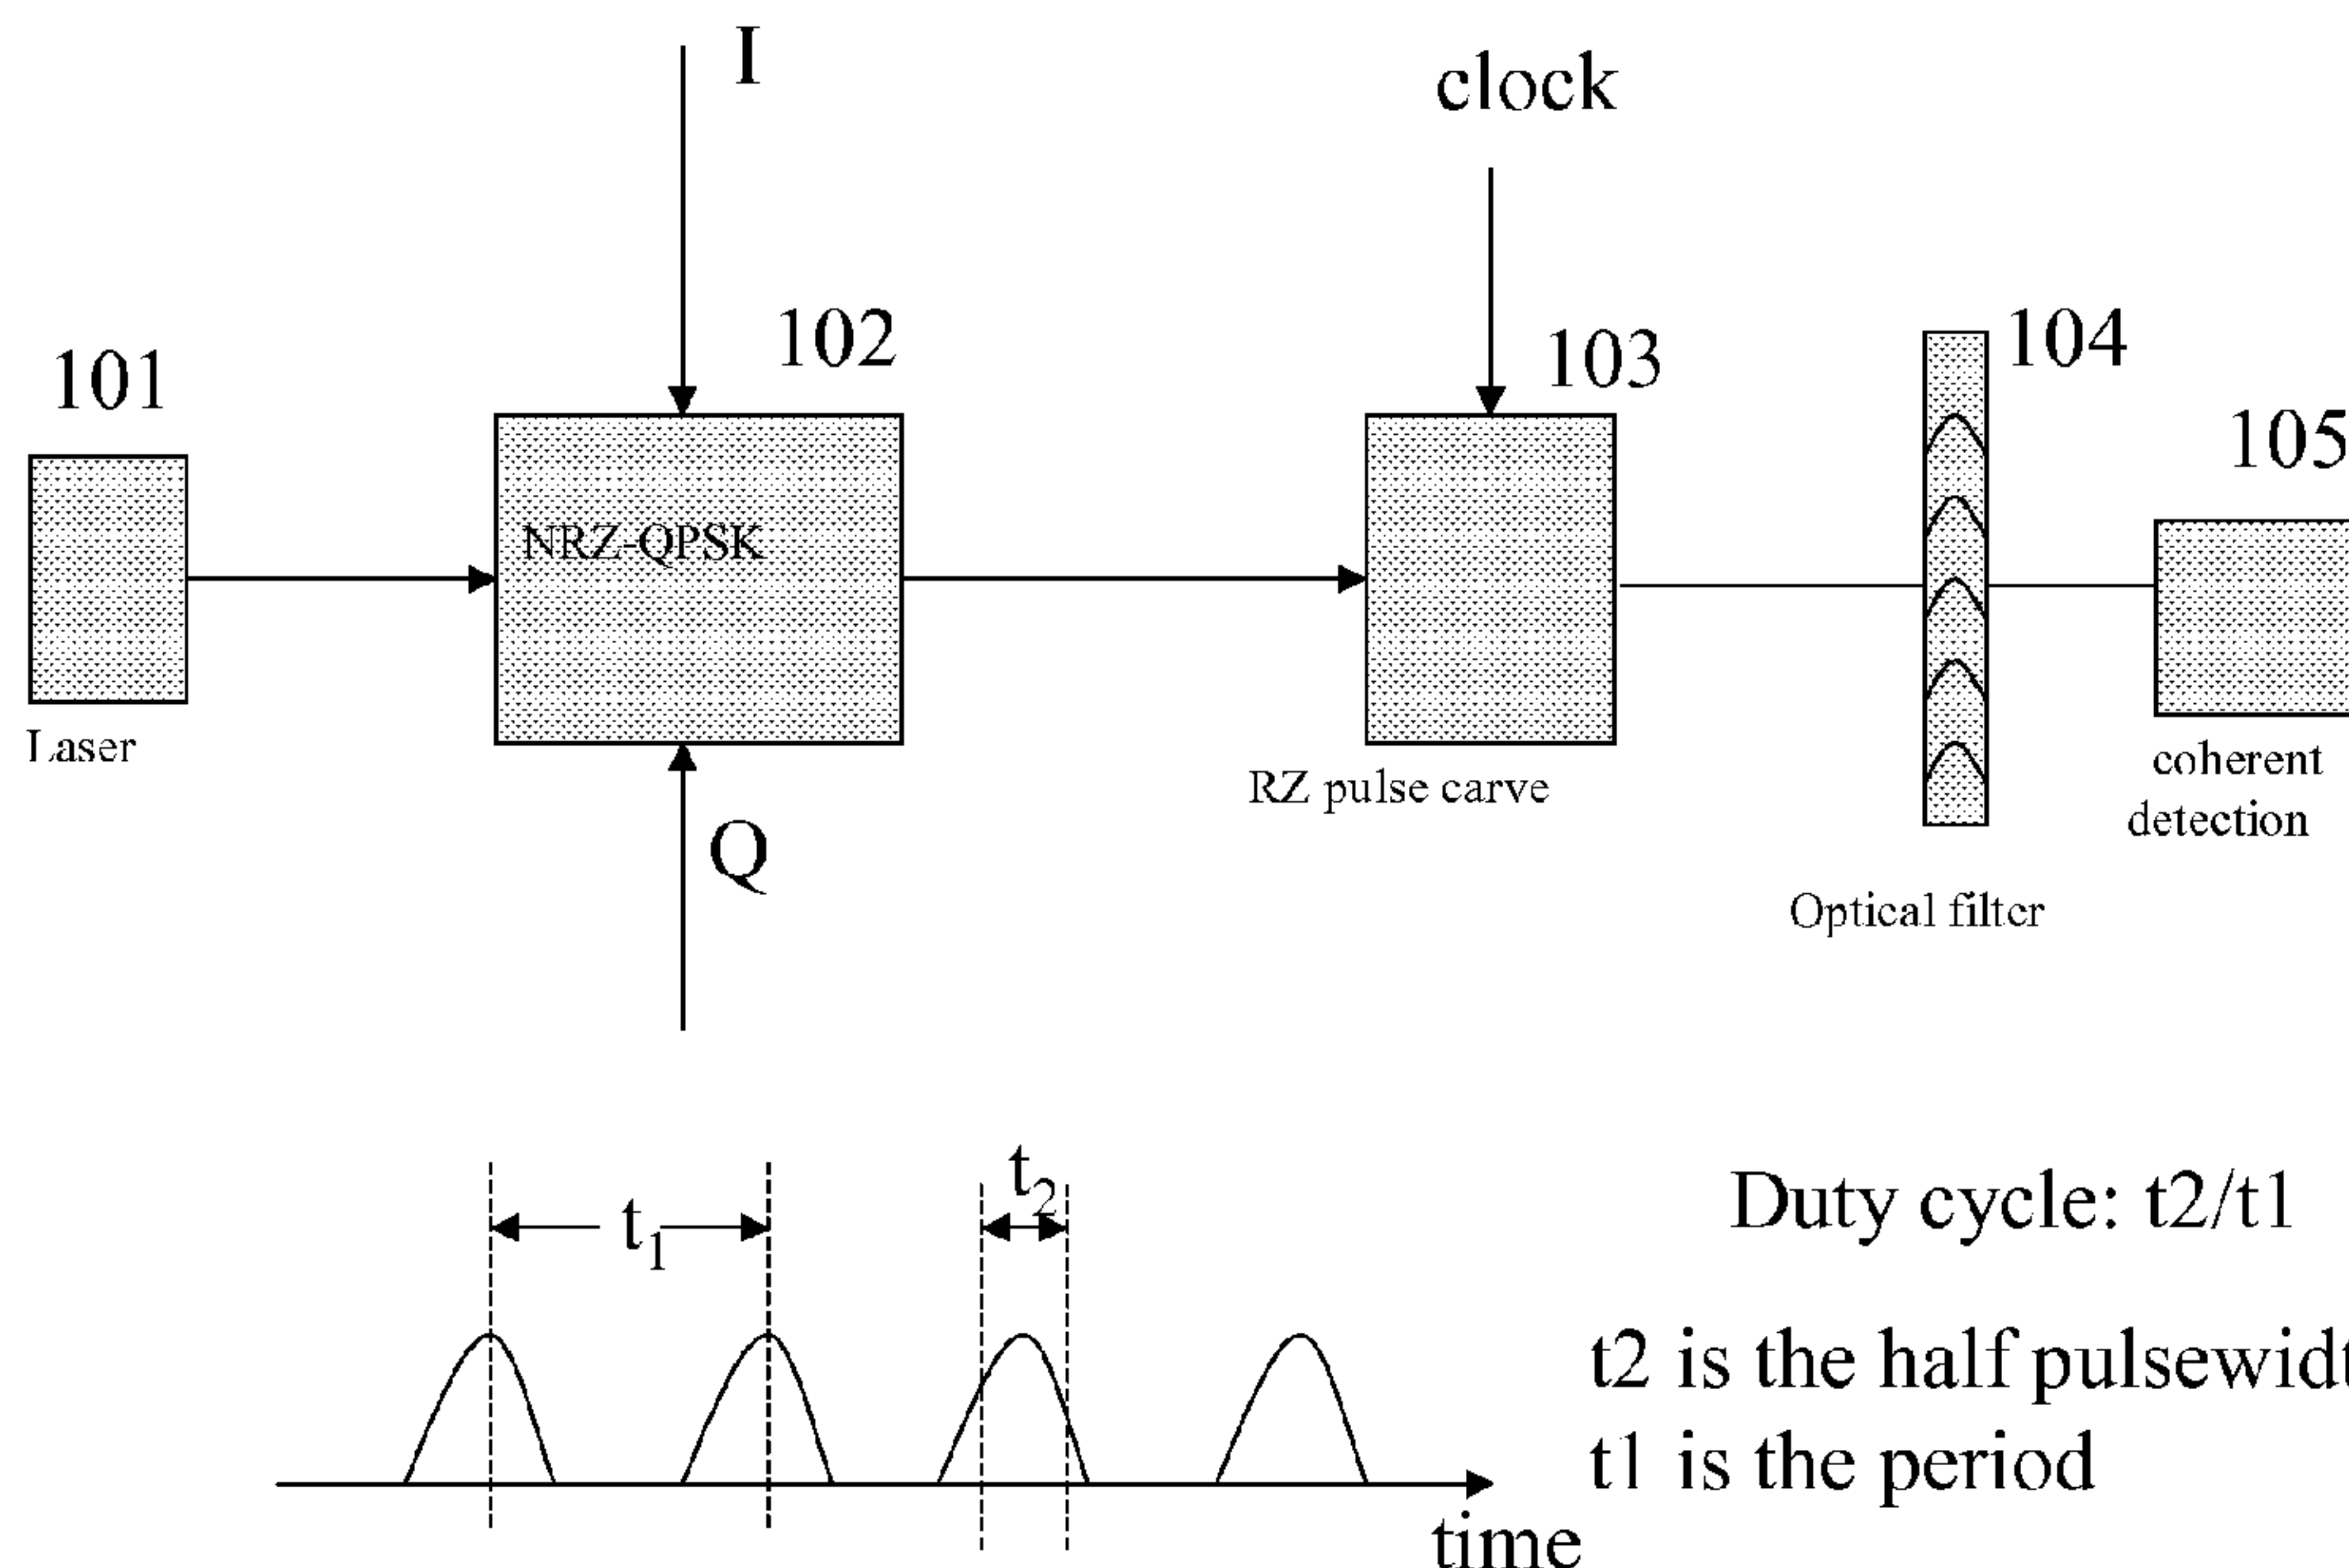 I
clock
101
102
103
104
105
NRZ-QPSK
Laser
RZ pulse carve
coherent
detection
Q
Optical filter
t1
t2
Duty cycle: t2/t1
t2 is the half pulsewidt
t1 is the period
time